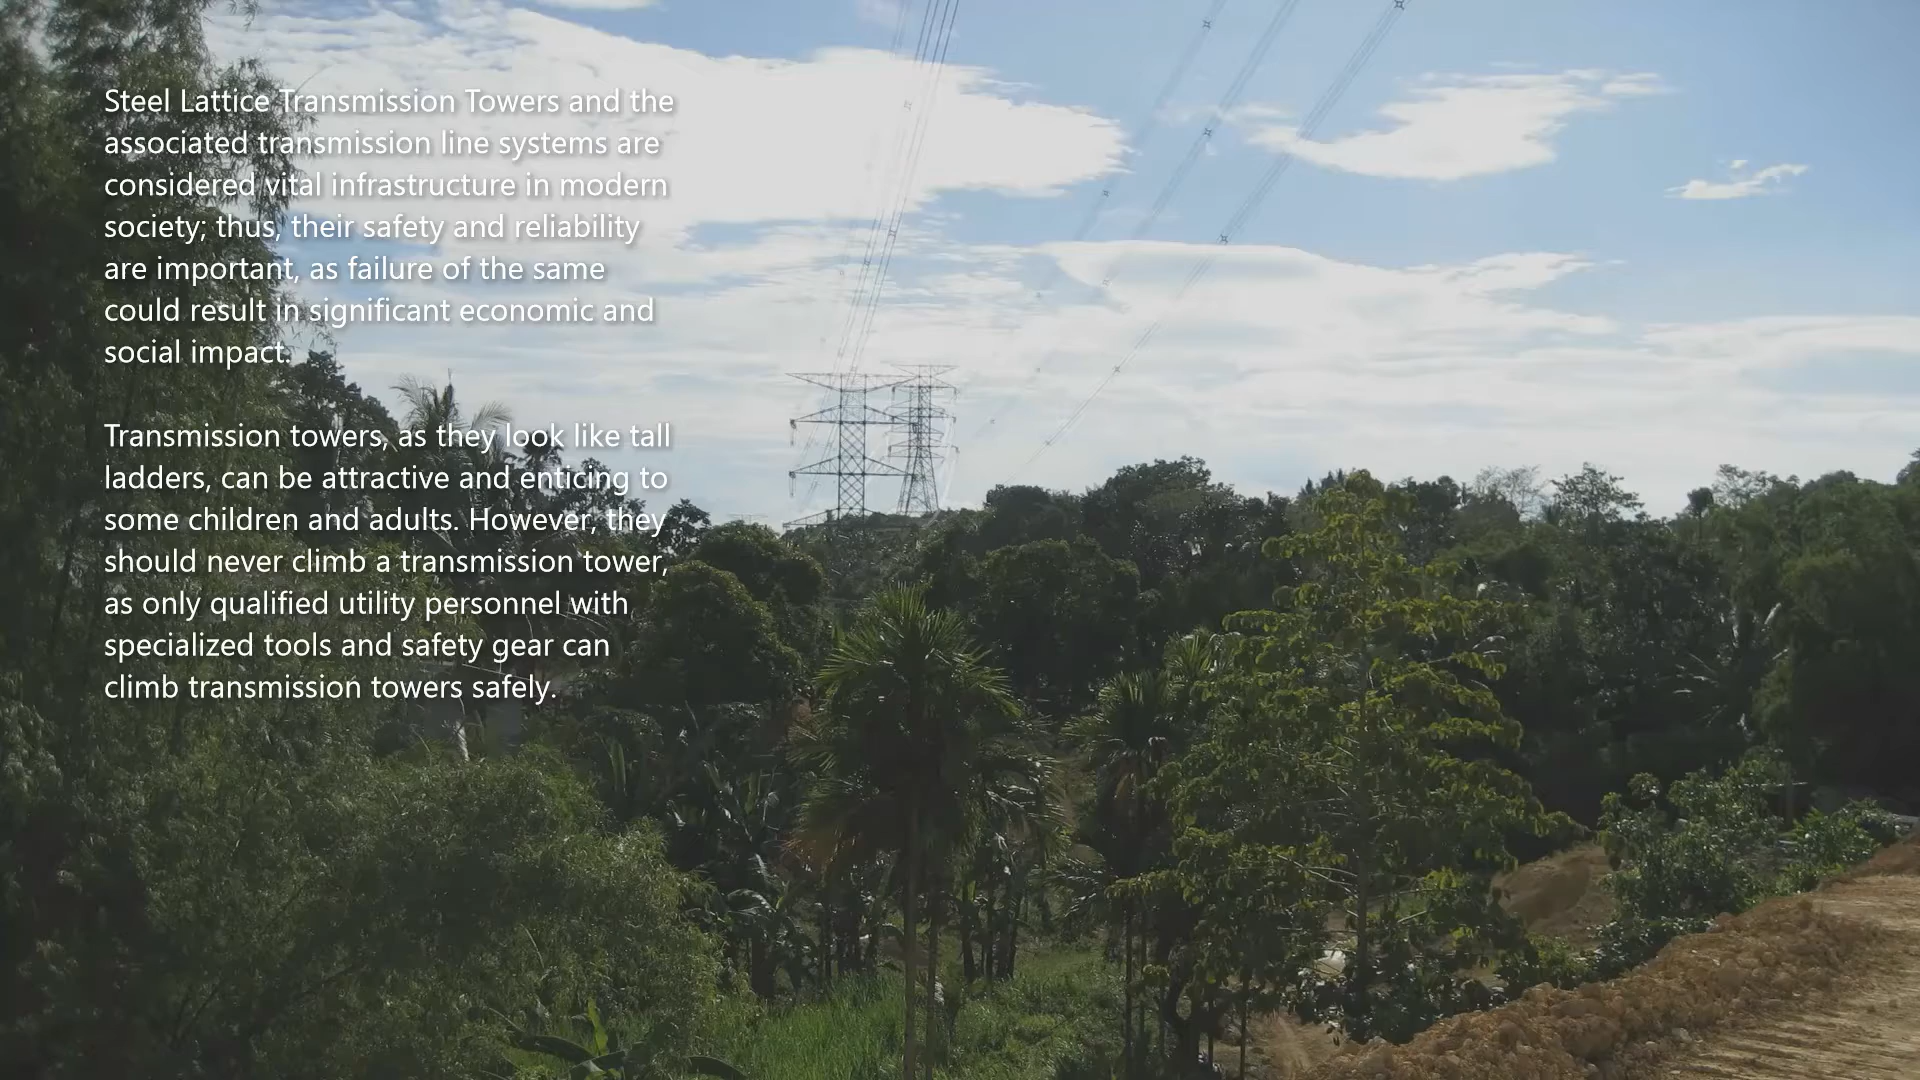 Steel Lattice Transmission Towers and the
associated transmission line systems are
considered vital infrastructure in modern
society; thus, their safety and reliability
are important, as failure of the same
could result in significant economic and
social impact.
Transmission towers, as they look like tall
ladders, can be attractive and enticing to
some children and adults. However, they
should never climb a transmission tower,
as only qualified utility personnel with
specialized tools and safety gear can
climb transmission towers safely.